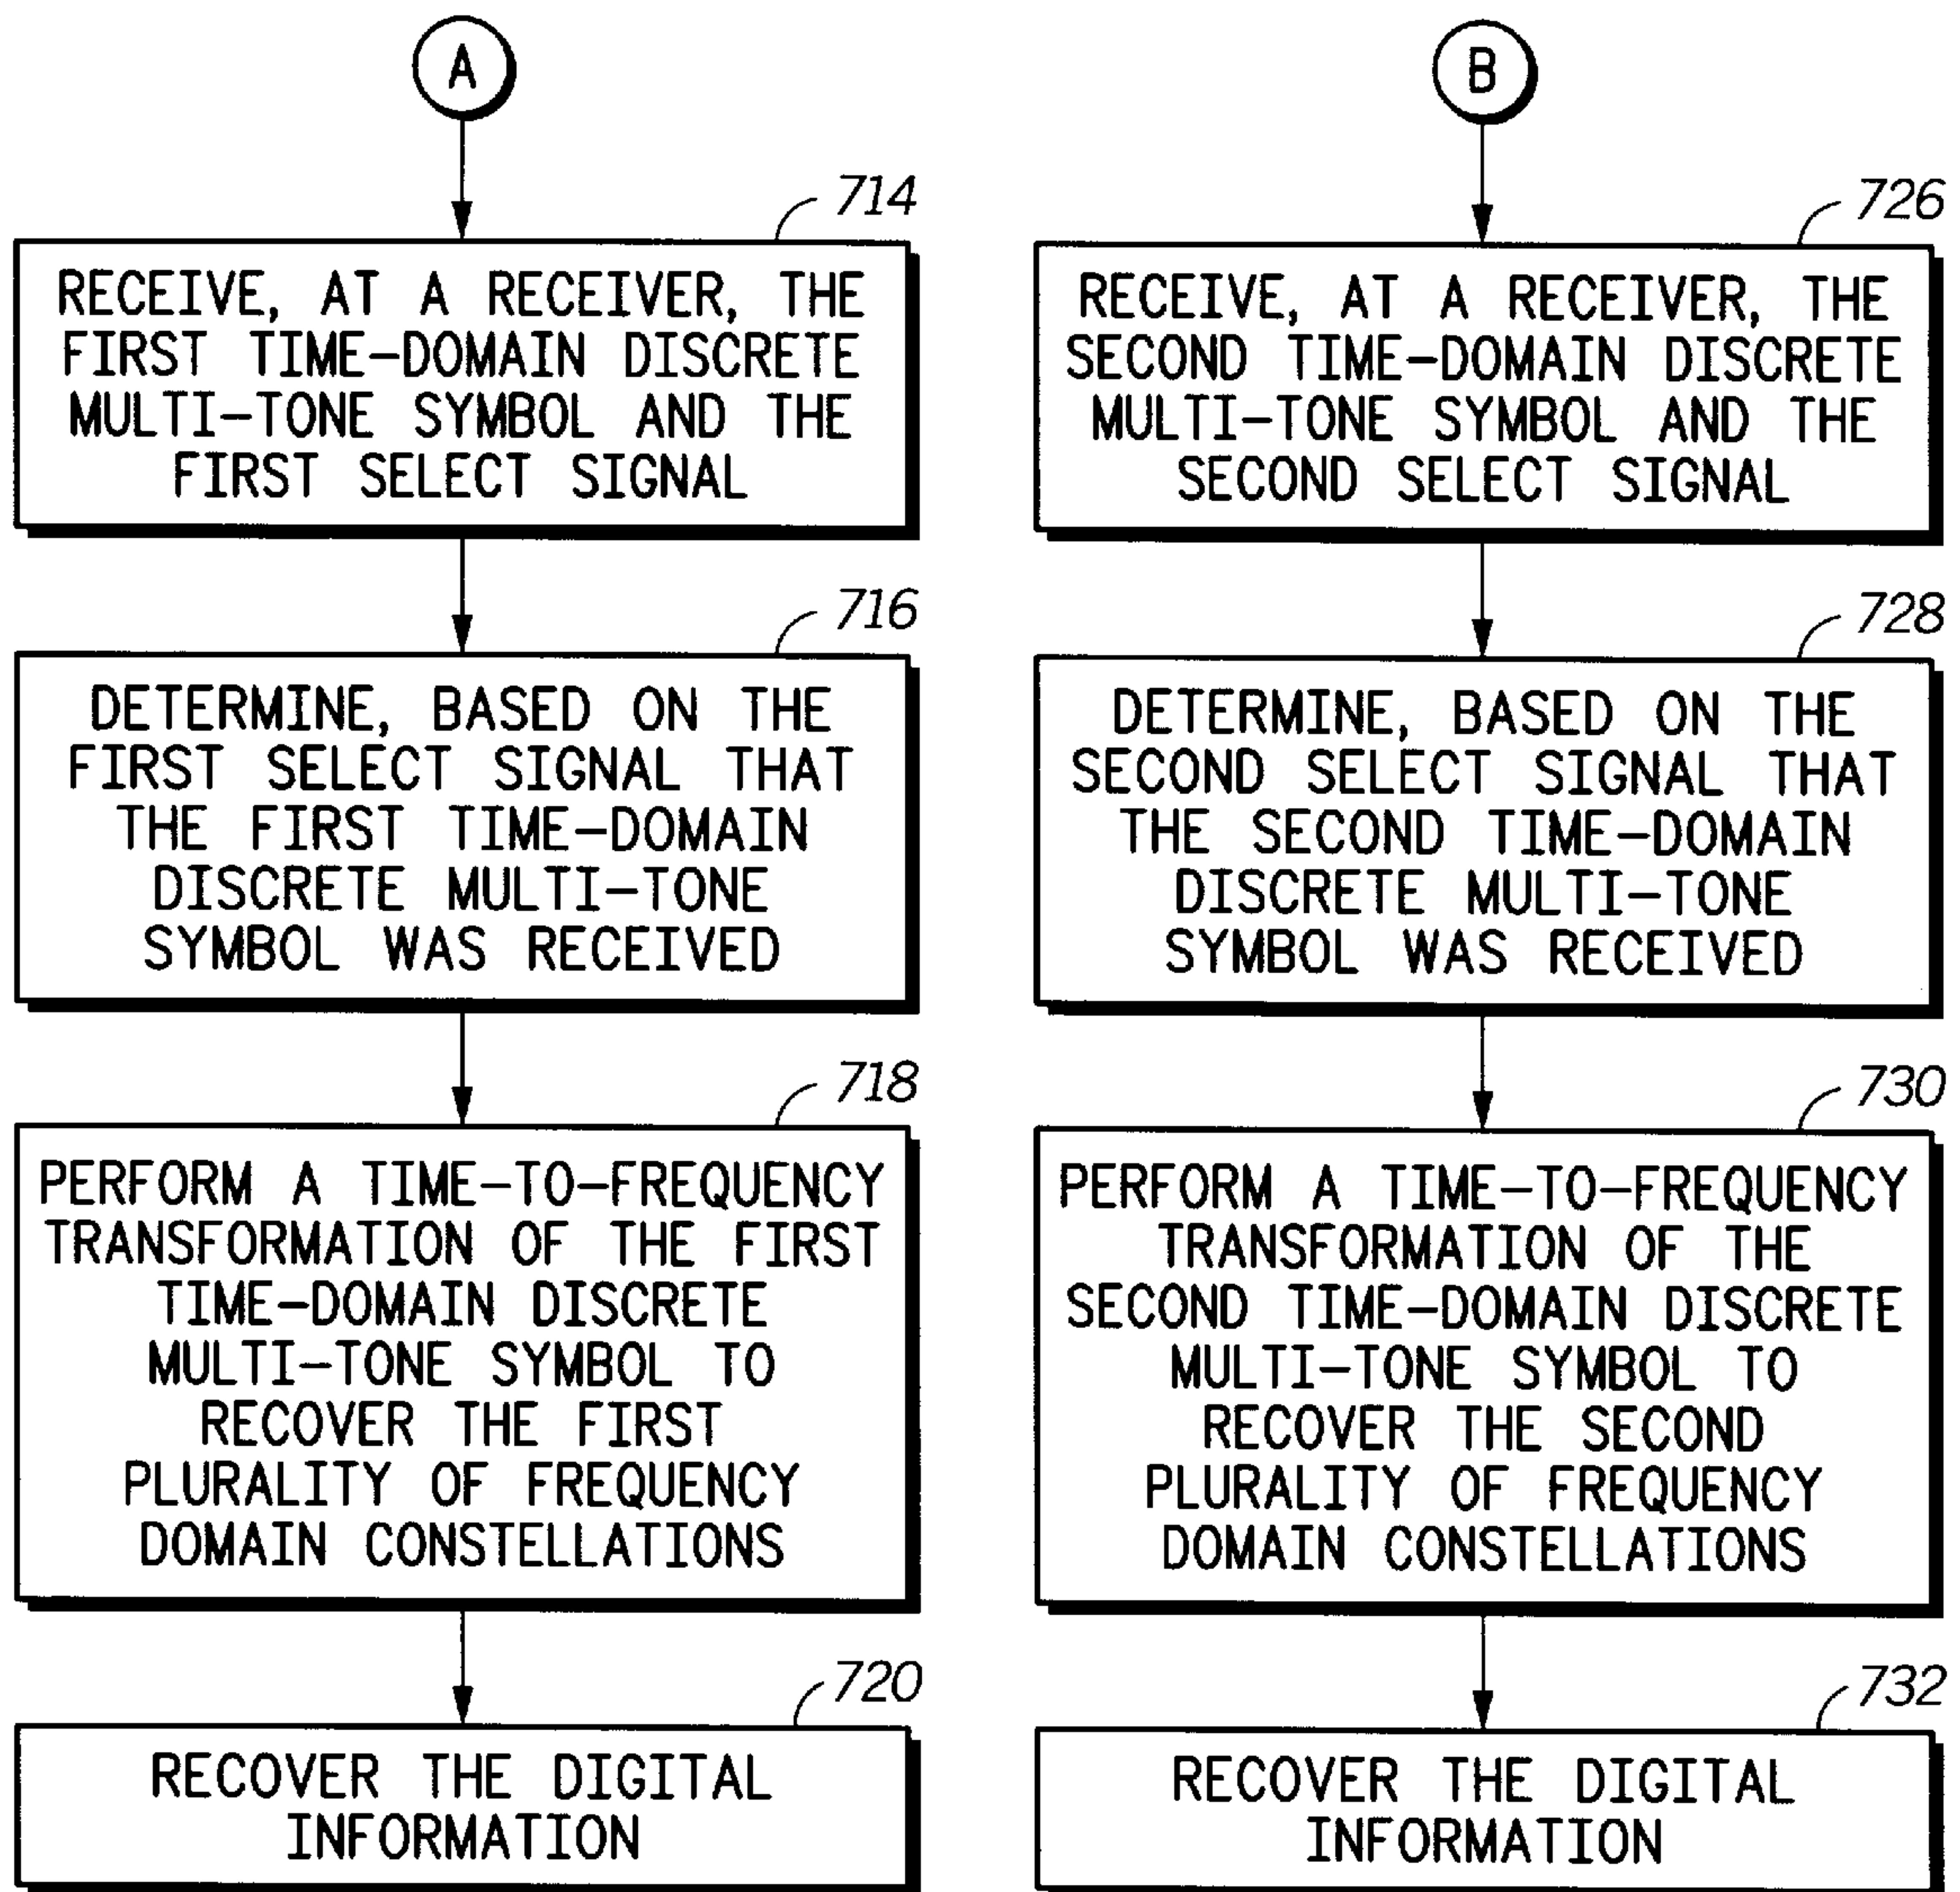 A
714
RECEIVE, AT A RECEIVER, THE
FIRST TIME-DOMAIN DISCRETE
MULTI-TONE SYMBOL AND THE
FIRST SELECT SIGNAL
716
DETERMINE, BASED ON THE
FIRST SELECT SIGNAL THAT
THE FIRST TIME-DOMAIN
DISCRETE MULTI-TONE
SYMBOL WAS RECEIVED
718
PERFORM A TIME-TO-FREQUENCY
TRANSFORMATION OF THE FIRST
TIME-DOMAIN DISCRETE
MULTI-TONE SYMBOL TO
RECOVER THE FIRST
PLURALITY OF FREQUENCY
DOMAIN CONSTELLATIONS
720
RECOVER THE DIGITAL
INFORMATION
B
726
RECEIVE, AT A RECEIVER, THE
SECOND TIME-DOMAIN DISCRETE
MULTI-TONE SYMBOL AND THE
SECOND SELECT SIGNAL
728
DETERMINE, BASED ON THE
SECOND SELECT SIGNAL THAT
THE SECOND TIME-DOMAIN
DISCRETE MULTI-TONE
SYMBOL WAS RECEIVED
730
PERFORM A TIME-TO-FREQUENCY
TRANSFORMATION OF THE
SECOND TIME-DOMAIN DISCRETE
MULTI-TONE SYMBOL TO
RECOVER THE SECOND
PLURALITY OF FREQUENCY
DOMAIN CONSTELLATIONS
732
RECOVER THE DIGITAL
INFORMATION